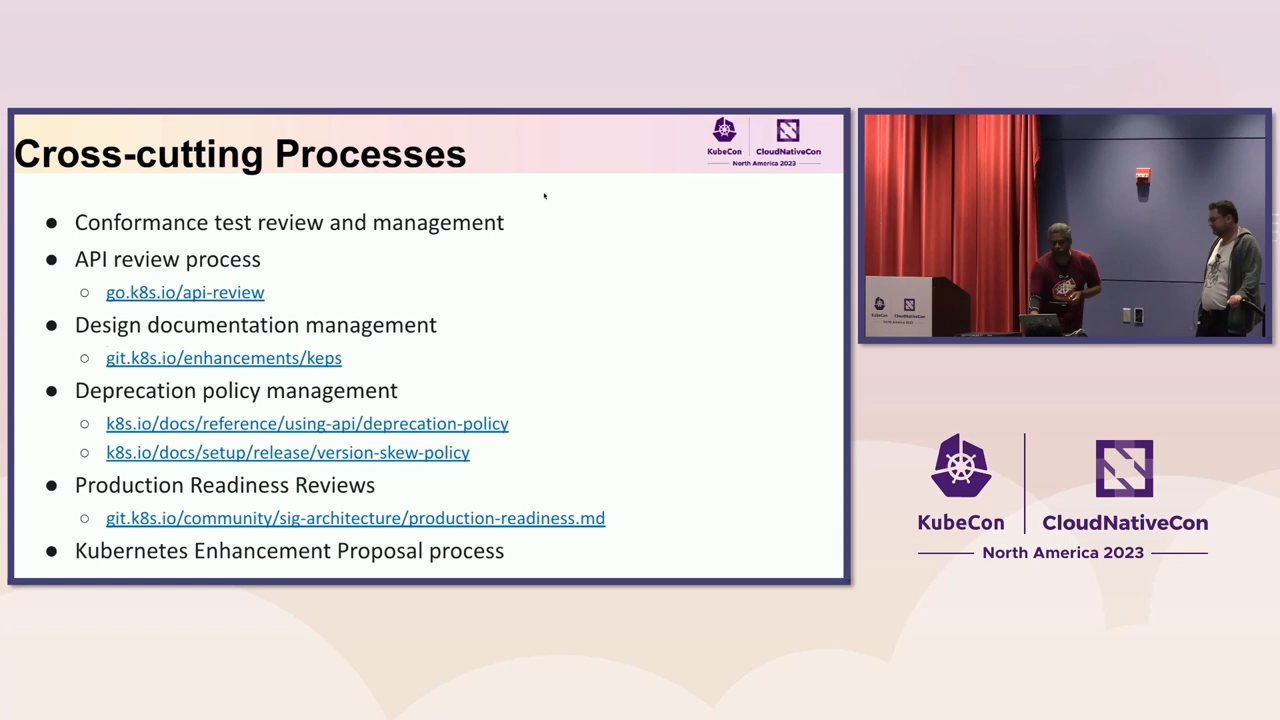 Cross-cutting Processes
KubeCon
CloudNativeCon
North America 2023
● Conformance test review and management
● API review process
○ go.k8s.io/api-review
● Design documentation management
○ git.k8s.io/enhancements/keps
● Deprecation policy management
○ k8s.io/docs/reference/using-api/deprecation-policy
○ k8s.io/docs/setup/release/version-skew-policy
● Production Readiness Reviews
○ git.k8s.io/community/sig-architecture/production-readiness.md
● Kubernetes Enhancement Proposal process
KubeCon
CloudNativeCon
North America 2023